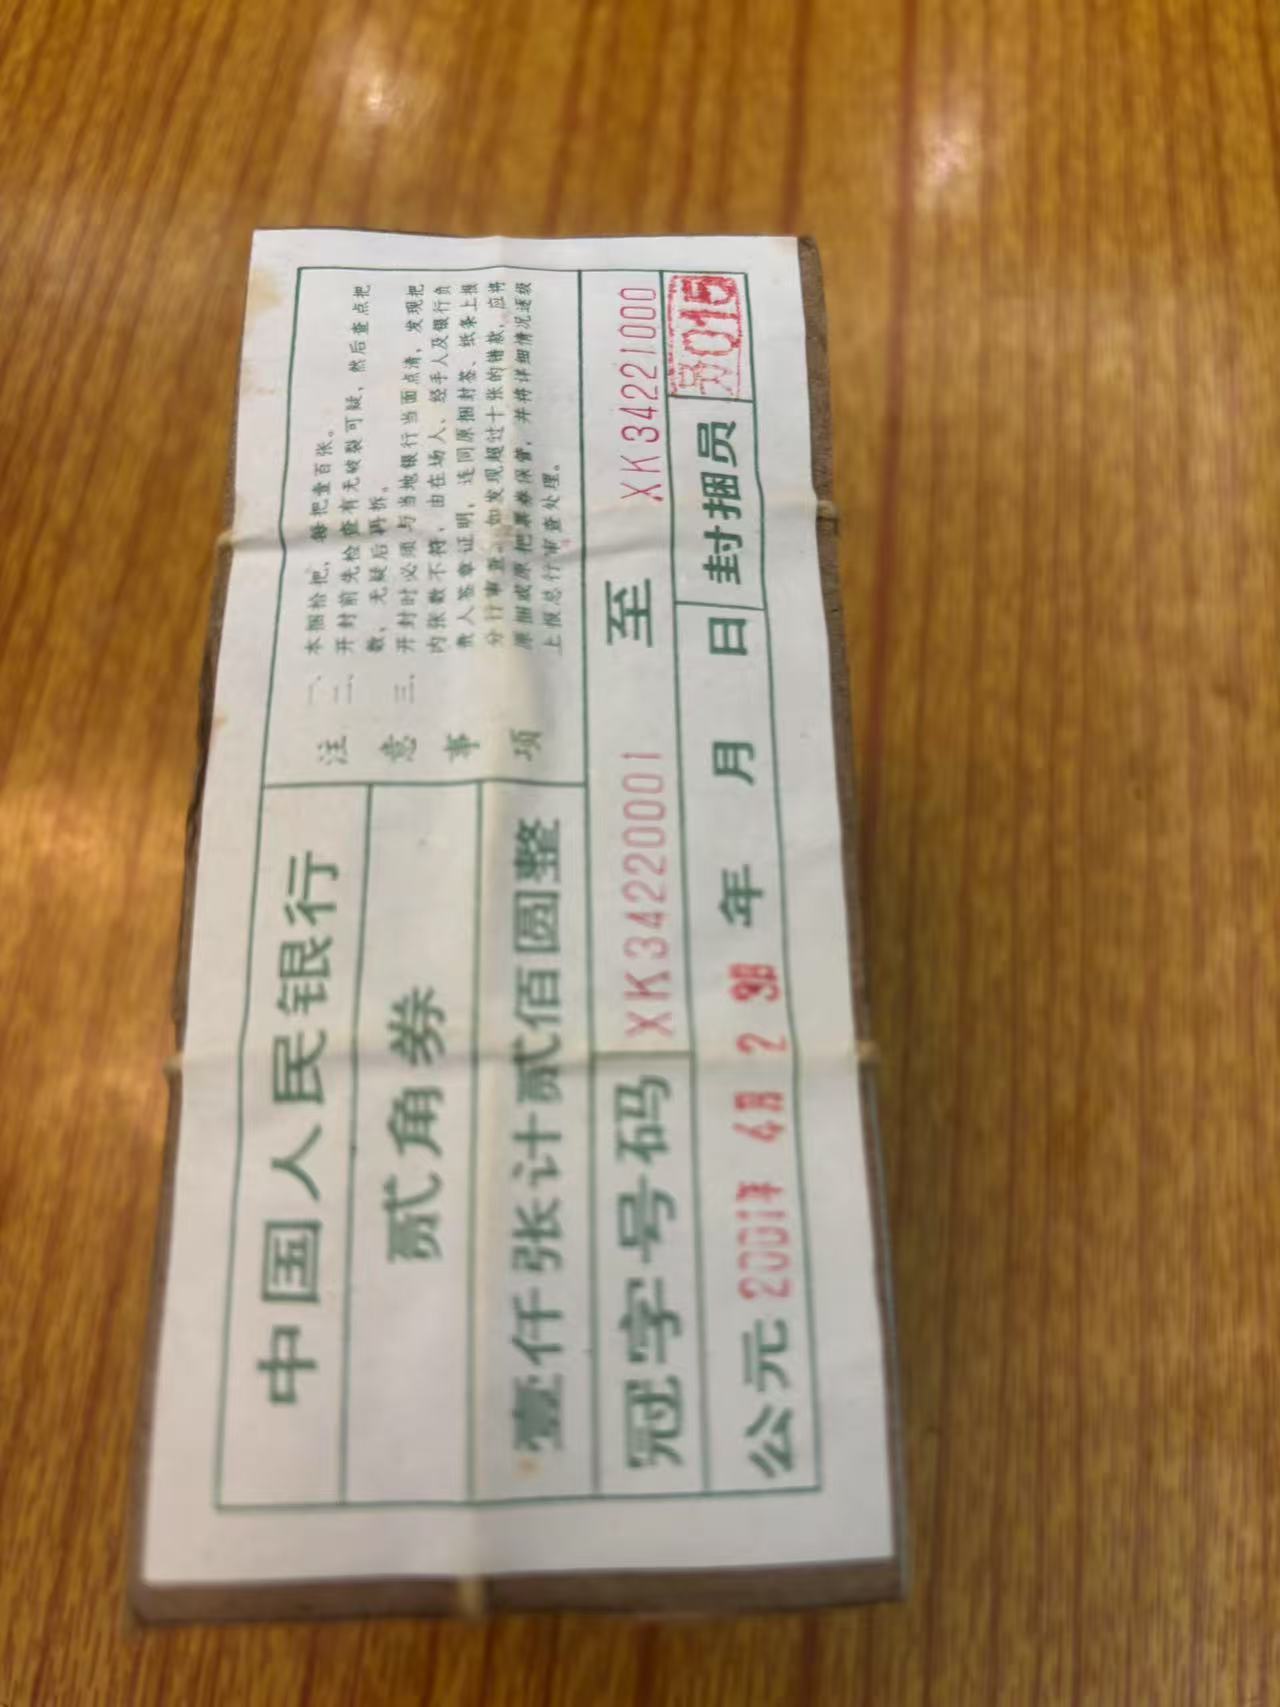 中国人民银行
贰角券
壹仟张计贰佰圆整
注意事项
一、本捆拾把，每把壹百张。
二、开封前先检查有无破裂可疑，然后查点把
数，无疑后再拆。
三、开封时必须与当地银行当面点清，发现把
内张数不符，由在场人、经手人及银行负
责人签章证明，连同原捆封签、纸条上报
分行审查。如发现超过十张的错款，应将
原捆或原把票券保管，并将详细情况逐级
上报总行审查处理。
冠字号码 XK34220001 至 XK34221000
公元 2001年 4月 2 3日 年 月 日 封捆员 015